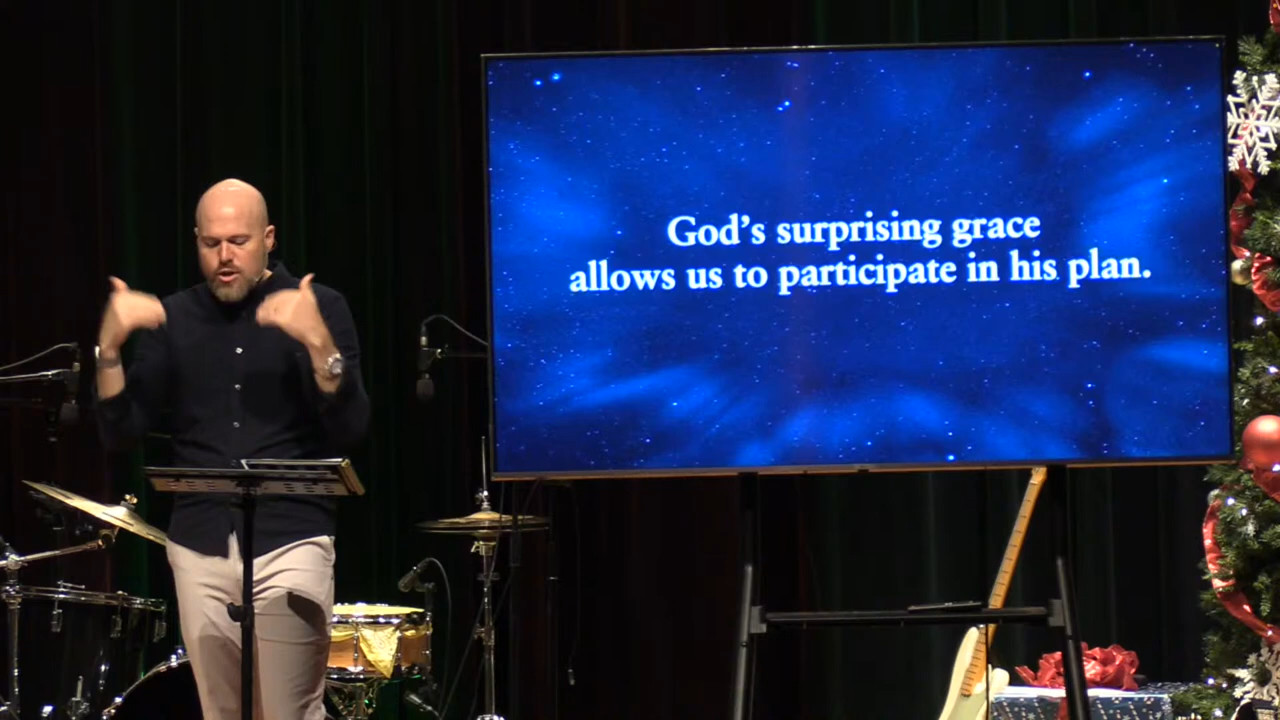 God’s surprising grace
allows us to participate in his plan.